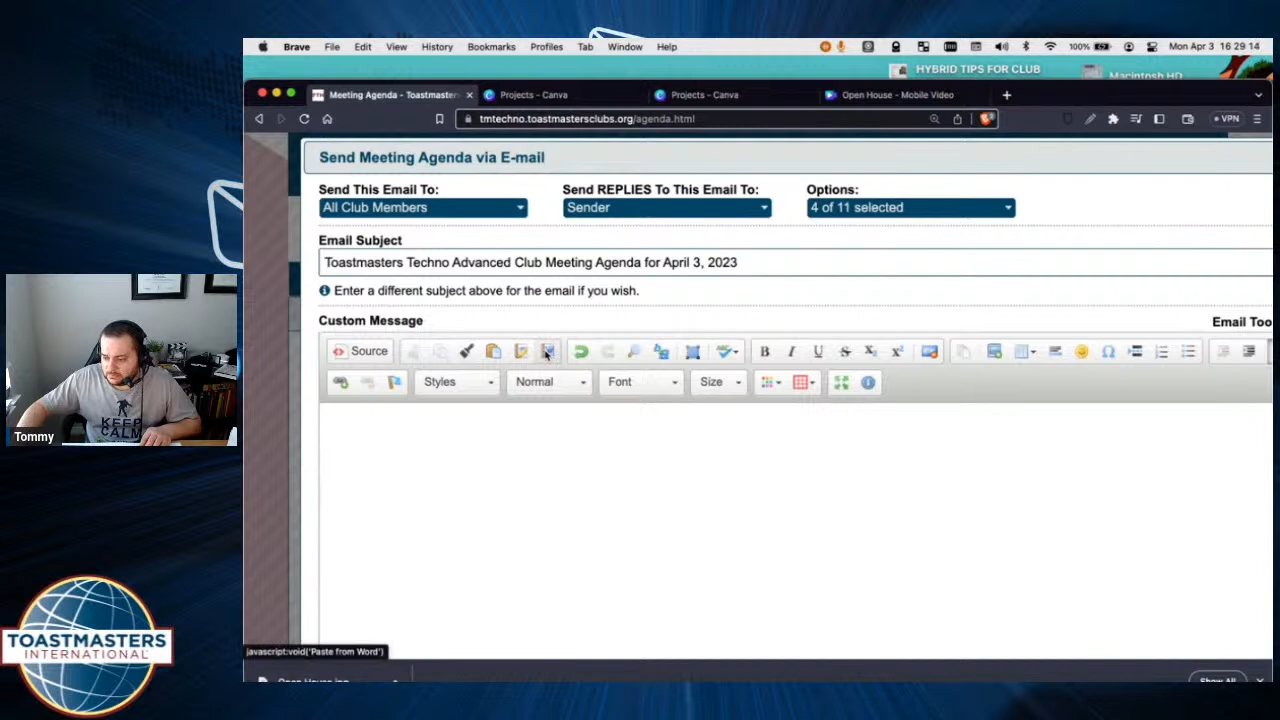 Brave File Edit View History Bookmarks Profiles Tab Window Help 100% Mon Apr 3 16 29 14
HYBRID TIPS FOR CLUB
Macintosh HD
Meeting Agenda - Toastmaster
Projects - Canva
Projects - Canva
Open House - Mobile Video
tmtechno.toastmastersclubs.org/agenda.html
VPN
Send Meeting Agenda via E-mail
Send This Email To: Send REPLIES To This Email To: Options:
All Club Members Sender 4 of 11 selected
Email Subject
Toastmasters Techno Advanced Club Meeting Agenda for April 3, 2023
Enter a different subject above for the email if you wish.
Custom Message Email Too
Source
Styles Normal Font Size
KEEP
CALM
Tommy
javascript:void('Paste from Word')
TOASTMASTERS
INTERNATIONAL